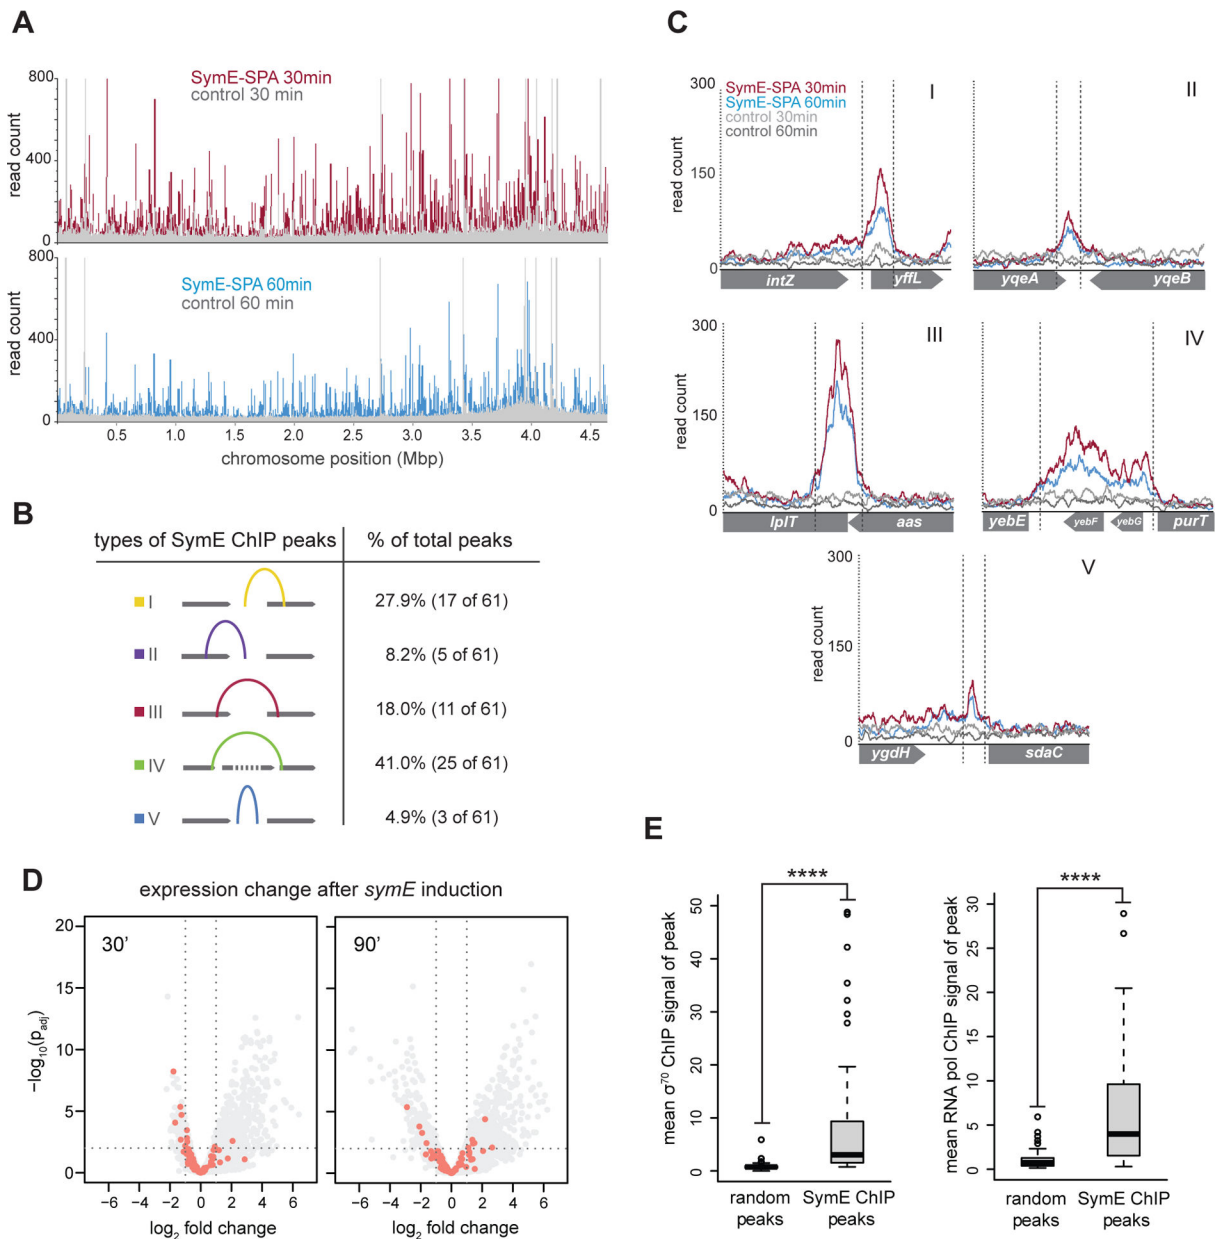 A
800
SymE-SPA 30min
control 30 min
read count
400
0
800
SymE-SPA 60min
control 60 min
read count
400
0
0.5 1.0 1.5 2.0 2.5 3.0 3.5 4.0 4.5
chromosome position (Mbp)
B
types of SymE ChIP peaks % of total peaks
I 27.9% (17 of 61)
II 8.2% (5 of 61)
III 18.0% (11 of 61)
IV 41.0% (25 of 61)
V 4.9% (3 of 61)
C
300
SymE-SPA 30min
SymE-SPA 60min
control 30min
control 60min
I
read count
150
0
intZ yffL
II
yqeA yqeB
300
III
read count
150
0
lplT aas
IV
yebE yebF yebG purT
300
V
read count
150
0
ygdH sdaC
D
expression change after symE induction
20
15
10
5
0
−log10(padj)
30’
−6 −4 −2 0 2 4 6
log2 fold change
90’
−6 −4 −2 0 2 4 6
log2 fold change
E
****
50
40
30
20
10
0
mean σ70 ChIP signal of peak
random peaks
SymE ChIP peaks
****
30
25
20
15
10
5
0
mean RNA pol ChIP signal of peak
random peaks
SymE ChIP peaks